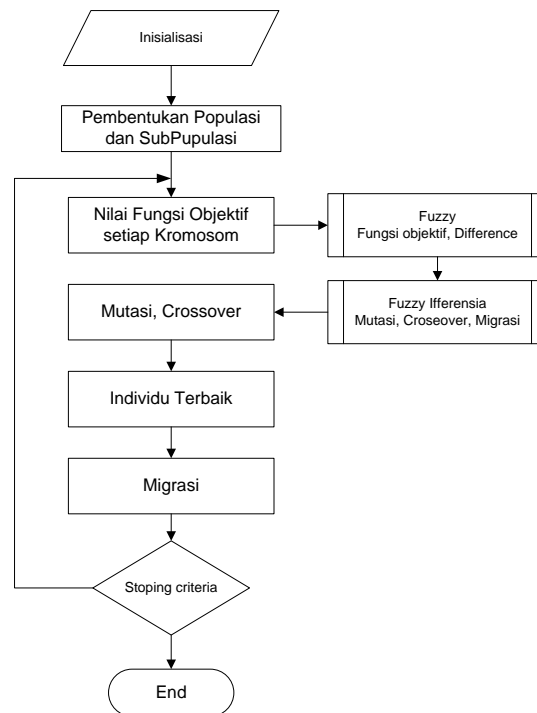 Inisialisasi
Pembentukan Populasi
dan SubPupulasi
Nilai Fungsi Objektif
setiap Kromosom
Fuzzy
Fungsi objektif, Difference
Fuzzy Ifferensia
Mutasi, Croseover, Migrasi
Mutasi, Crossover
Individu Terbaik
Migrasi
Stoping criteria
End